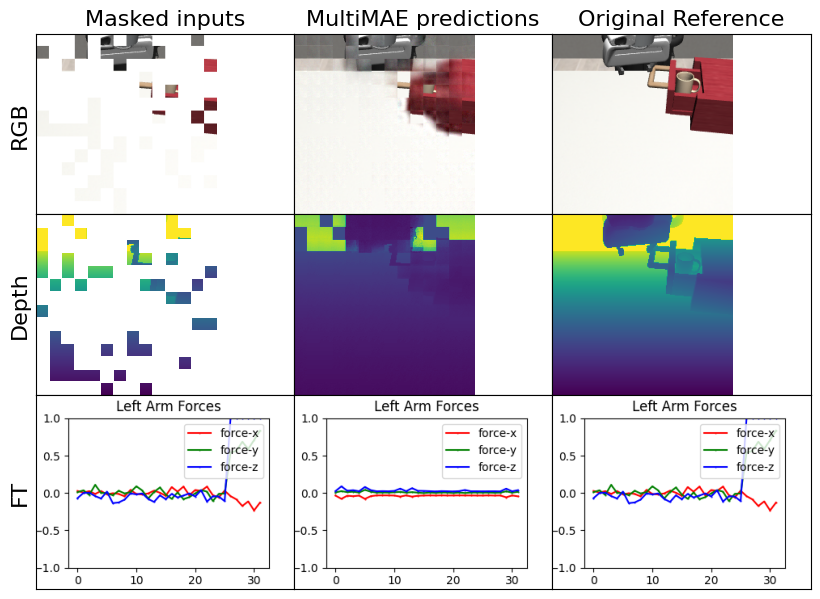 Masked inputs MultiMAE predictions Original Reference
RGB
Depth
FT
Left Arm Forces Left Arm Forces Left Arm Forces
1.0 1.0 1.0
force-x force-x force-x
force-y force-y force-y
0.5 0.5 0.5
force-z force-z force-z
0.0 0.0 0.0
−0.5 −0.5 −0.5
−1.0 −1.0 −1.0
0 10 20 30 0 10 20 30 0 10 20 30